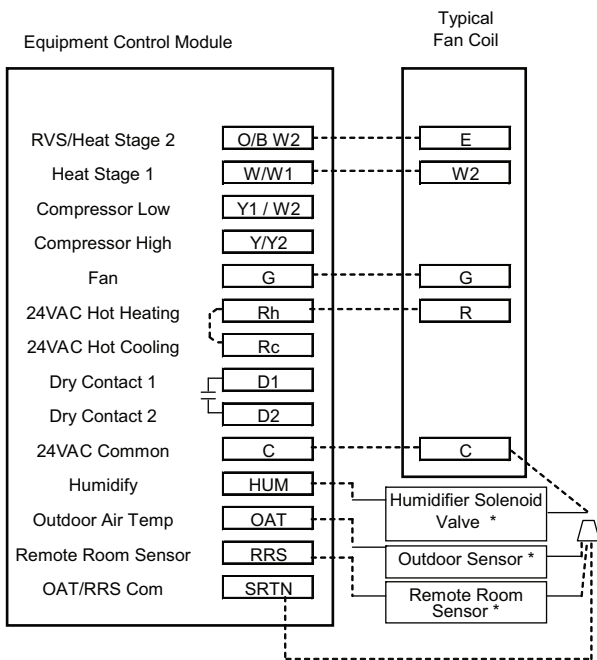 Typical
Equipment Control Module Fan Coil
RVS/Heat Stage 2 O/B W2 E
Heat Stage 1 W/W1 W2
Compressor Low Y1 / W2
Compressor High Y/Y2
Fan G G
24VAC Hot Heating Rh R
24VAC Hot Cooling Rc
Dry Contact 1 D1
Dry Contact 2 D2
24VAC Common C C
Humidify HUM
Humidifier Solenoid
Valve *
Outdoor Air Temp OAT
Outdoor Sensor *
Remote Room Sensor RRS
Remote Room
Sensor *
OAT/RRS Com SRTN